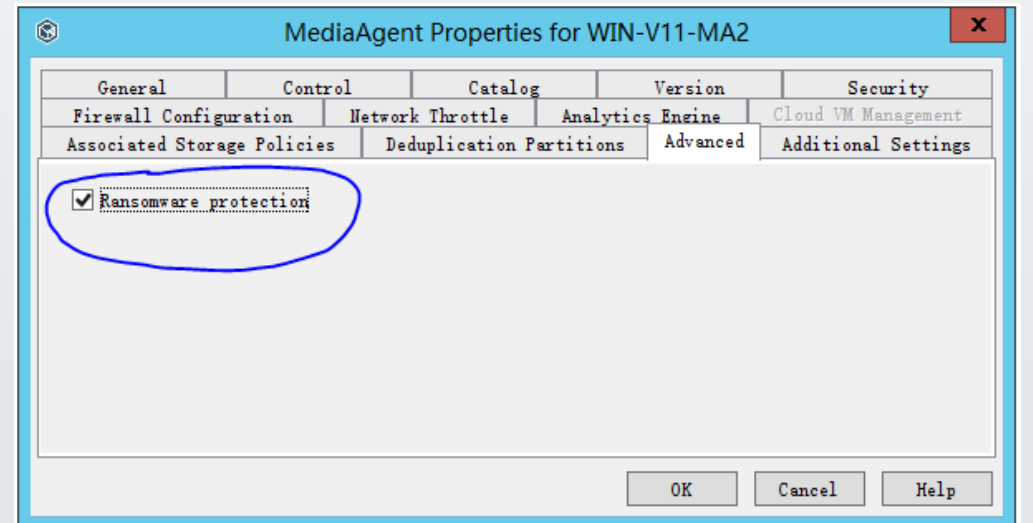 MediaAgent Properties for WIN-V11-MA2
x
General Control Catalog Version Security
Firewall Configuration Network Throttle Analytics Engine Cloud VM Management
Associated Storage Policies Deduplication Partitions Advanced Additional Settings
Ransomware protection
OK Cancel Help